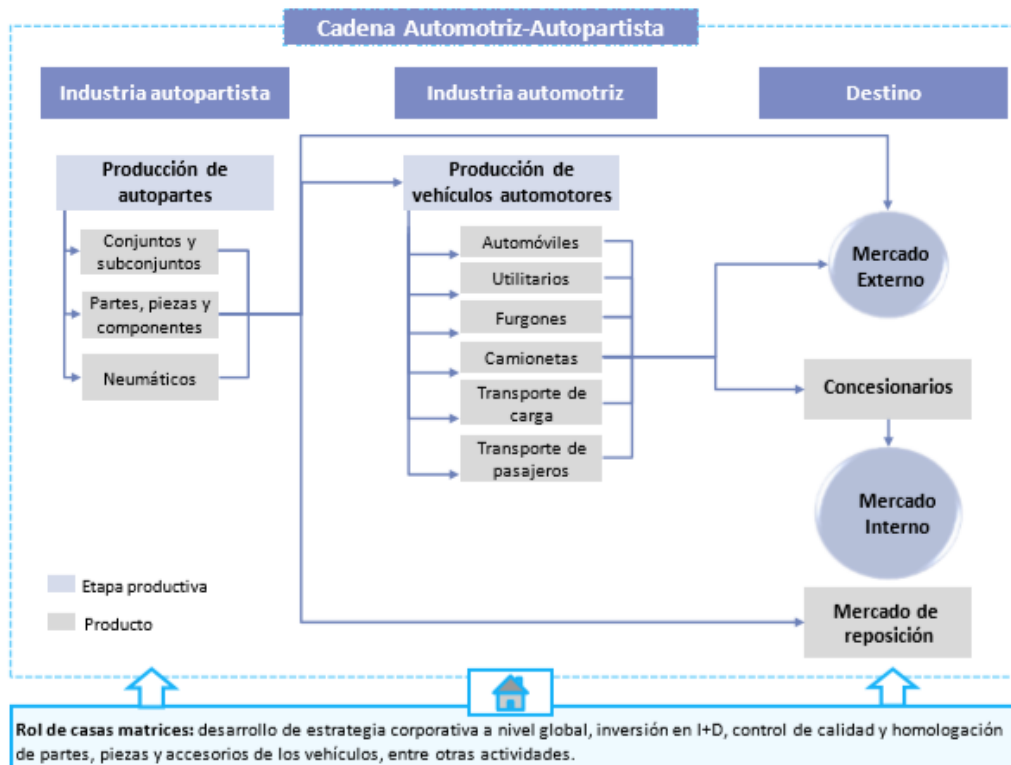 Cadena Automotriz-Autopartista
Industria autopartista
Industria automotriz
Destino
Producción de
autopartes
Conjuntos y
subconjuntos
Partes, piezas y
componentes
Neumáticos
Producción de
vehículos automotores
Automóviles
Utilitarios
Furgones
Camionetas
Transporte de
carga
Transporte de
pasajeros
Mercado
Externo
Concesionarios
Mercado
Interno
Mercado de
reposición
Etapa productiva
Producto
Rol de casas matrices: desarrollo de estrategia corporativa a nivel global, inversión en I+D, control de calidad y homologación
de partes, piezas y accesorios de los vehículos, entre otras actividades.